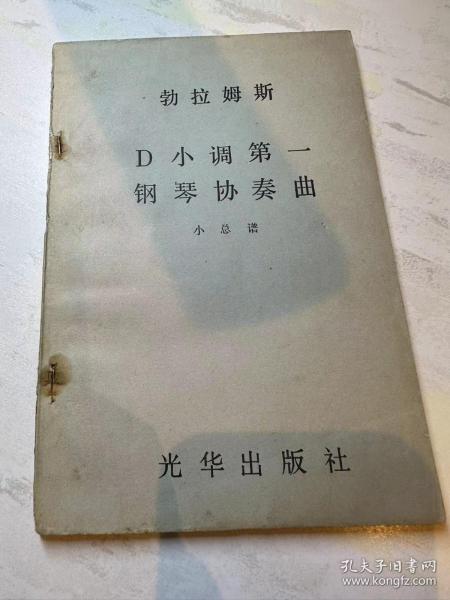 勃拉姆斯
D小调第一
钢琴协奏曲
小总谱
光华出版社
孔夫子旧书网
www.kongfz.com